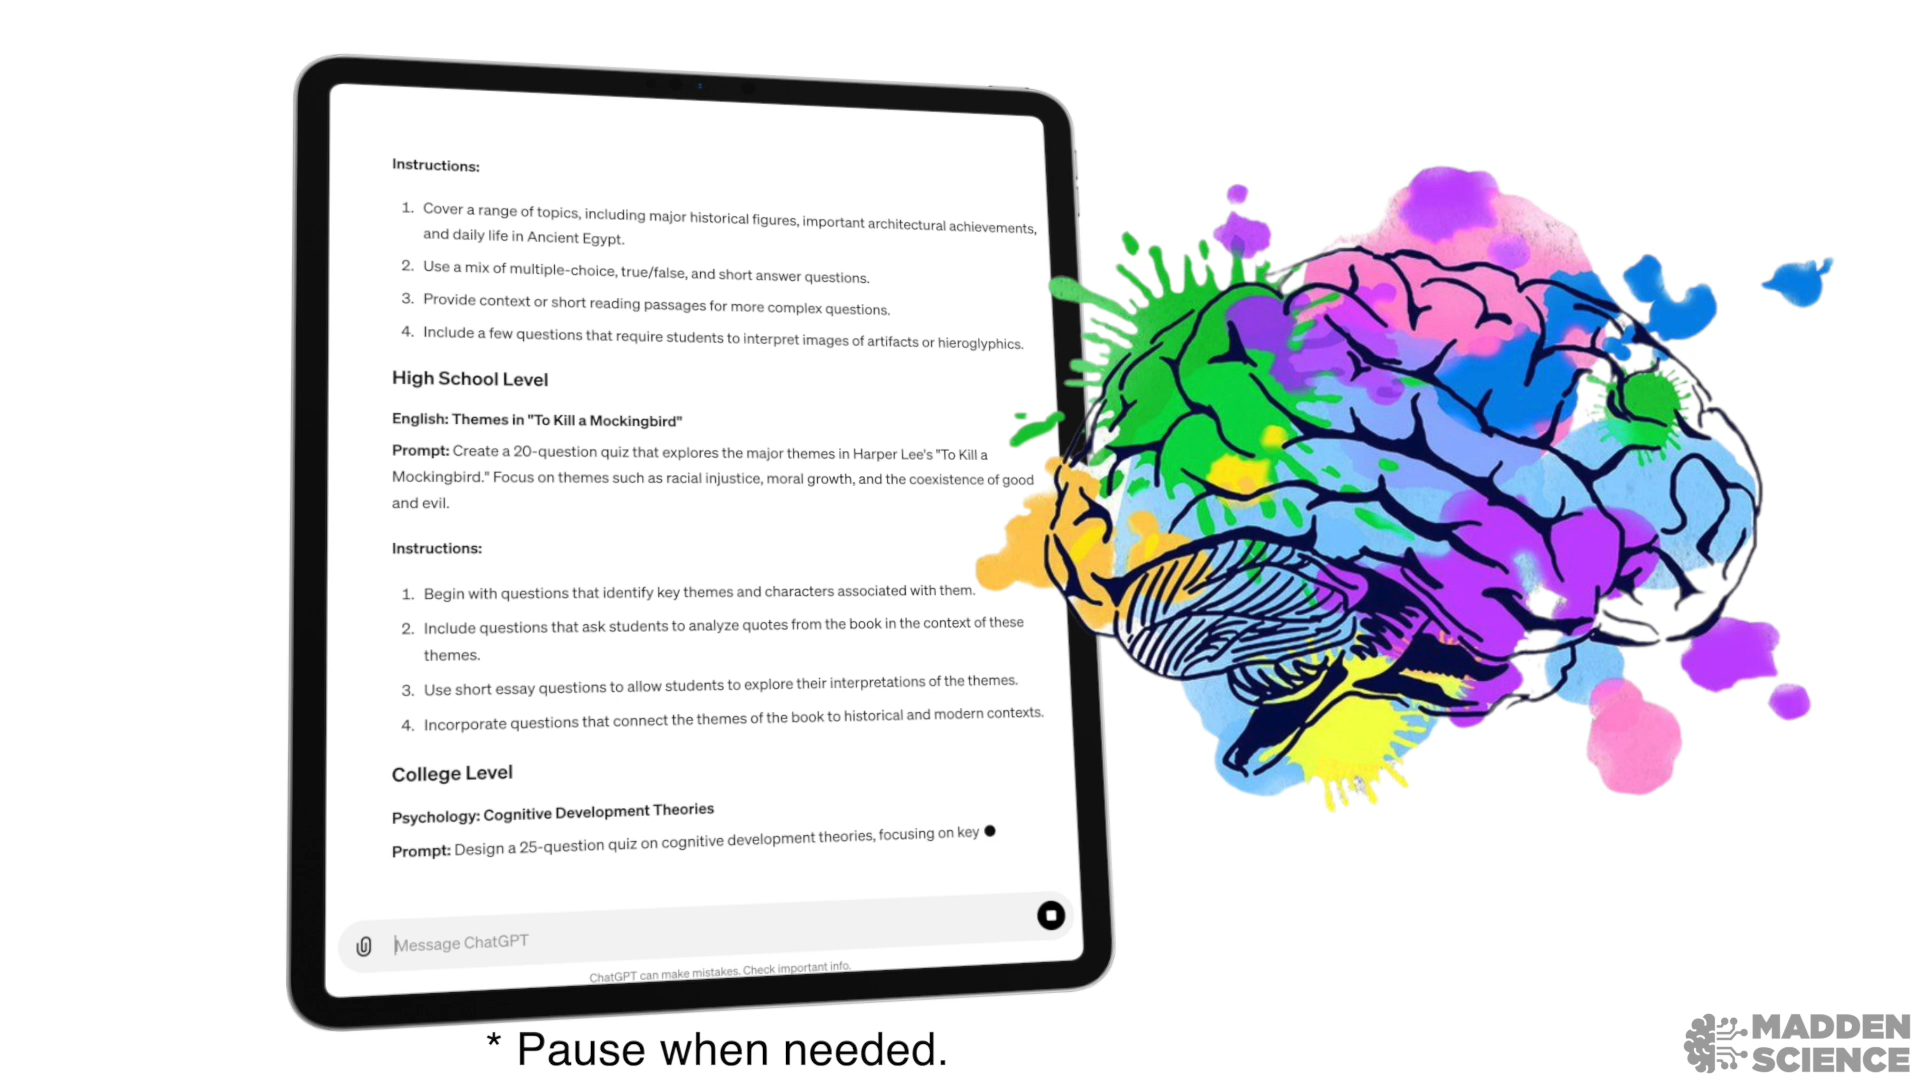 Instructions:
1. Cover a range of topics, including major historical figures, important architectural achievements,
and daily life in Ancient Egypt.
2. Use a mix of multiple-choice, true/false, and short answer questions.
3. Provide context or short reading passages for more complex questions.
4. Include a few questions that require students to interpret images of artifacts or hieroglyphics.
High School Level
English: Themes in "To Kill a Mockingbird"
Prompt: Create a 20-question quiz that explores the major themes in Harper Lee's "To Kill a
Mockingbird." Focus on themes such as racial injustice, moral growth, and the coexistence of good
and evil.
Instructions:
1. Begin with questions that identify key themes and characters associated with them.
2. Include questions that ask students to analyze quotes from the book in the context of these
themes.
3. Use short essay questions to allow students to explore their interpretations of the themes.
4. Incorporate questions that connect the themes of the book to historical and modern contexts.
College Level
Psychology: Cognitive Development Theories
Prompt: Design a 25-question quiz on cognitive development theories, focusing on key
Message ChatGPT
ChatGPT can make mistakes. Check important info.
* Pause when needed.
MADDEN
SCIENCE